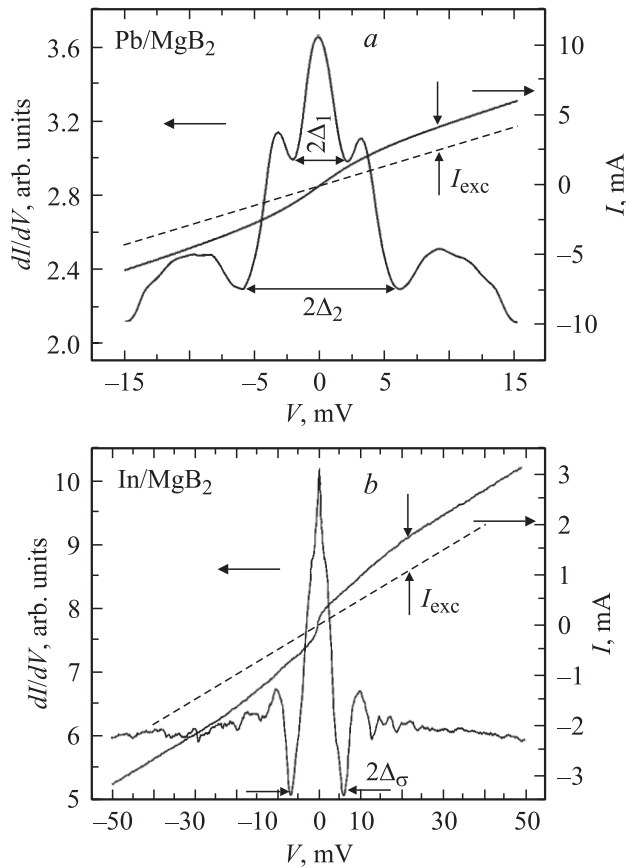 Pb/MgB2
a
3.6
3.2
2.8
2.4
2.0
dI/dV, arb. units
10
5
0
–5
–10
I, mA
2Δ1
Iexc
2Δ2
–15
–5
0
5
15
V, mV
In/MgB2
b
10
9
8
7
6
5
dI/dV, arb. units
3
2
1
0
–1
–2
–3
I, mA
Iexc
2Δσ
–50
–30
–10
0
10
30
50
V, mV